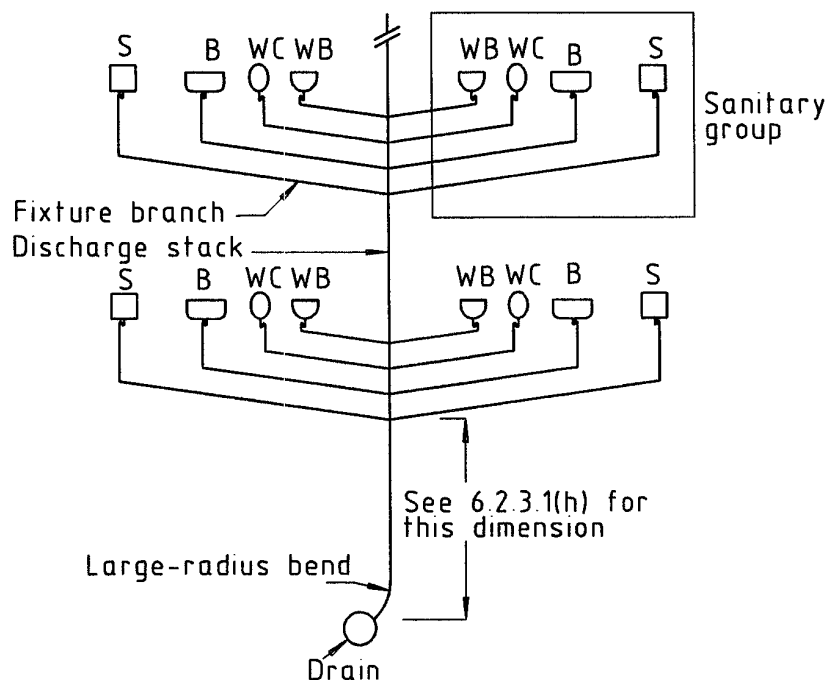 S B WC WB WB WC B S
Sanitary
group
Fixture branch
Discharge stack
S B WC WB WB WC B S
See 6.2.3.1(h) for
this dimension
Large-radius bend
Drain